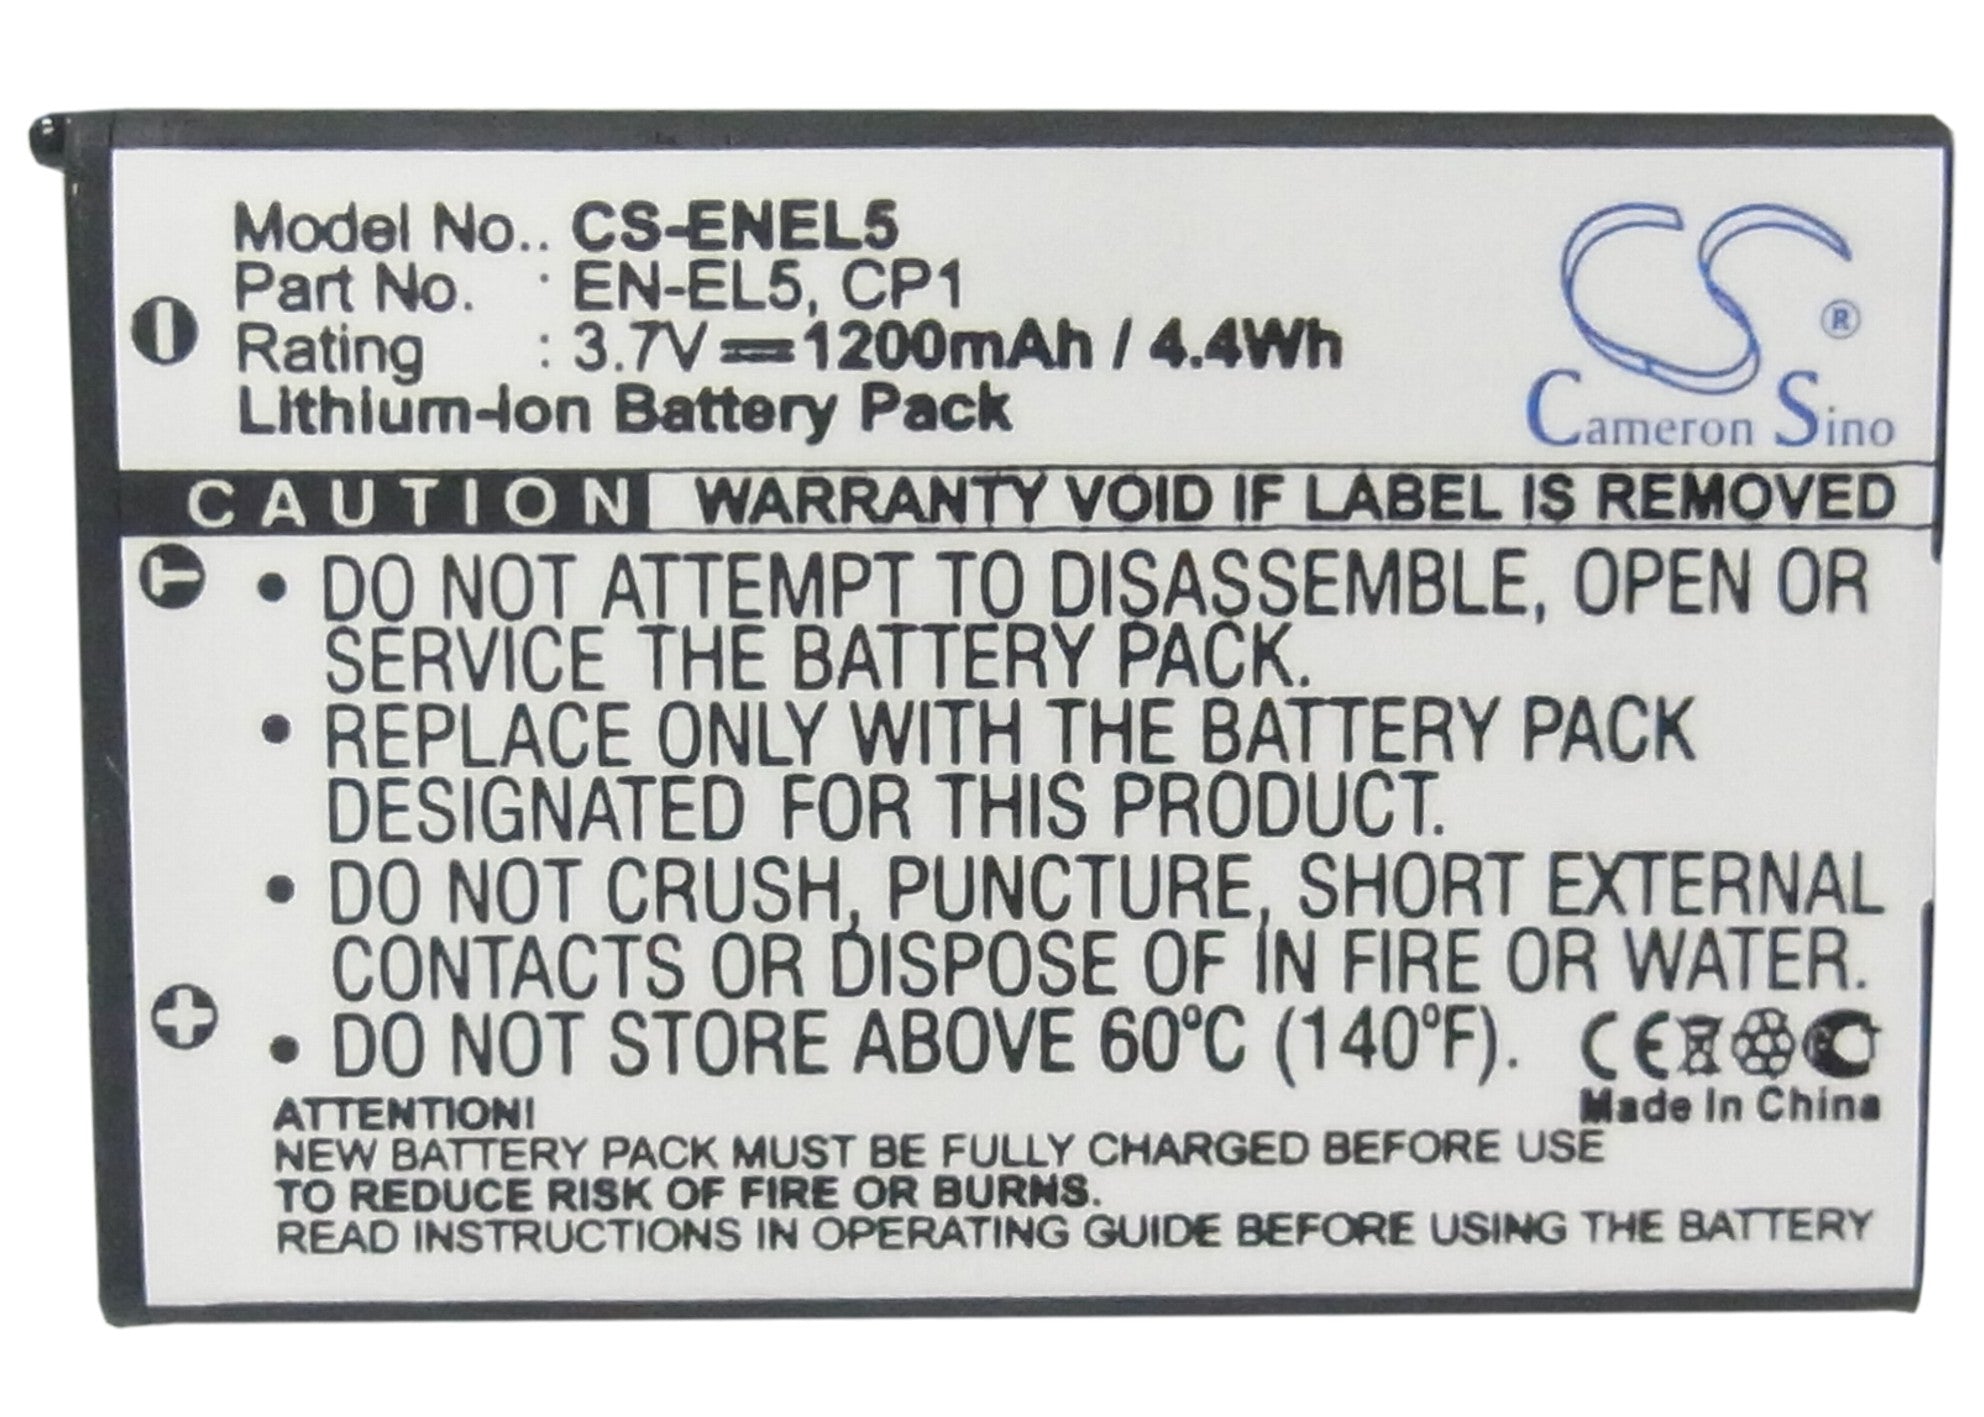 Model No.. CS-ENEL5
Part No. : EN-EL5, CP1
Rating : 3.7V⎓1200mAh / 4.4Wh
Lithium-Ion Battery Pack
CS ®
Cameron Sino
CAUTION WARRANTY VOID IF LABEL IS REMOVED
T
• DO NOT ATTEMPT TO DISASSEMBLE, OPEN OR
SERVICE THE BATTERY PACK.
• REPLACE ONLY WITH THE BATTERY PACK
DESIGNATED FOR THIS PRODUCT.
• DO NOT CRUSH, PUNCTURE, SHORT EXTERNAL
CONTACTS OR DISPOSE OF IN FIRE OR WATER.
• DO NOT STORE ABOVE 60°C (140°F). CE
Made In China
ATTENTION!
NEW BATTERY PACK MUST BE FULLY CHARGED BEFORE USE
TO REDUCE RISK OF FIRE OR BURNS.
READ INSTRUCTIONS IN OPERATING GUIDE BEFORE USING THE BATTERY